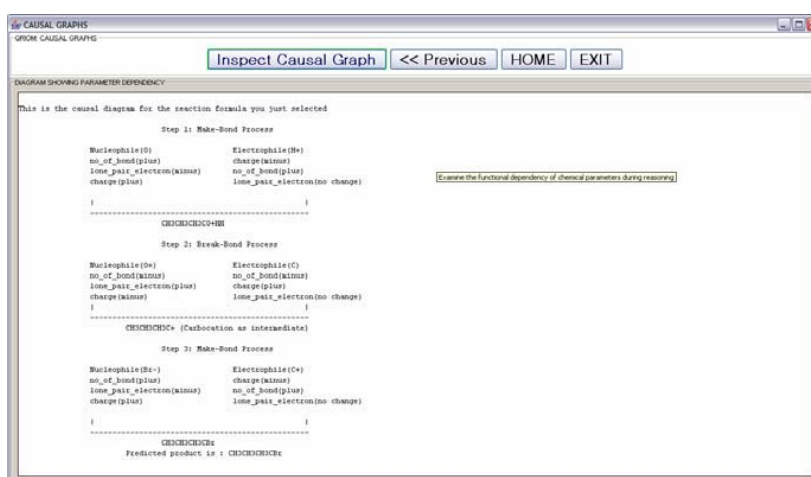 CAUSAL GRAPHS
QRIOM: CAUSAL GRAPHS
Inspect Causal Graph << Previous HOME EXIT
DIAGRAM SHOWING PARAMETER DEPENDENCY
This is the causal diagram for the reaction formula you just selected
Step 1: Make-Bond Process
Nucleophile(O) Electrophile(H+)
no_of_bond(plus) charge(minus)
lone_pair_electron(minus) no_of_bond(plus)
charge(plus) lone_pair_electron(no change)
Examine the functional dependency of chemical parameters during reasoning
| |
------------------------------------------------
CH3CH3CH3CO+HH
Step 2: Break-Bond Process
Nucleophile(O+) Electrophile(C)
no_of_bond(minus) no_of_bond(minus)
lone_pair_electron(plus) charge(plus)
charge(minus) lone_pair_electron(no change)
| |
------------------------------------------------
CH3CH3CH3C+ (Carbocation as intermediate)
Step 3: Make-Bond Process
Nucleophile(Br-) Electrophile(C+)
no_of_bond(plus) charge(minus)
lone_pair_electron(minus) no_of_bond(plus)
charge(plus) lone_pair_electron(no change)
| |
------------------------------------------------
CH3CH3CH3CBr
Predicted product is : CH3CH3CH3CBr